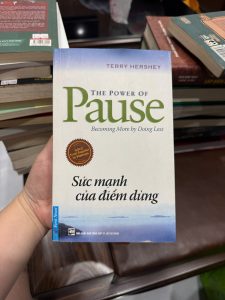 TERRY HERSHEY
THE POWER OF
Pause
Becoming More by Doing Less
Sức mạnh
của điểm dừng